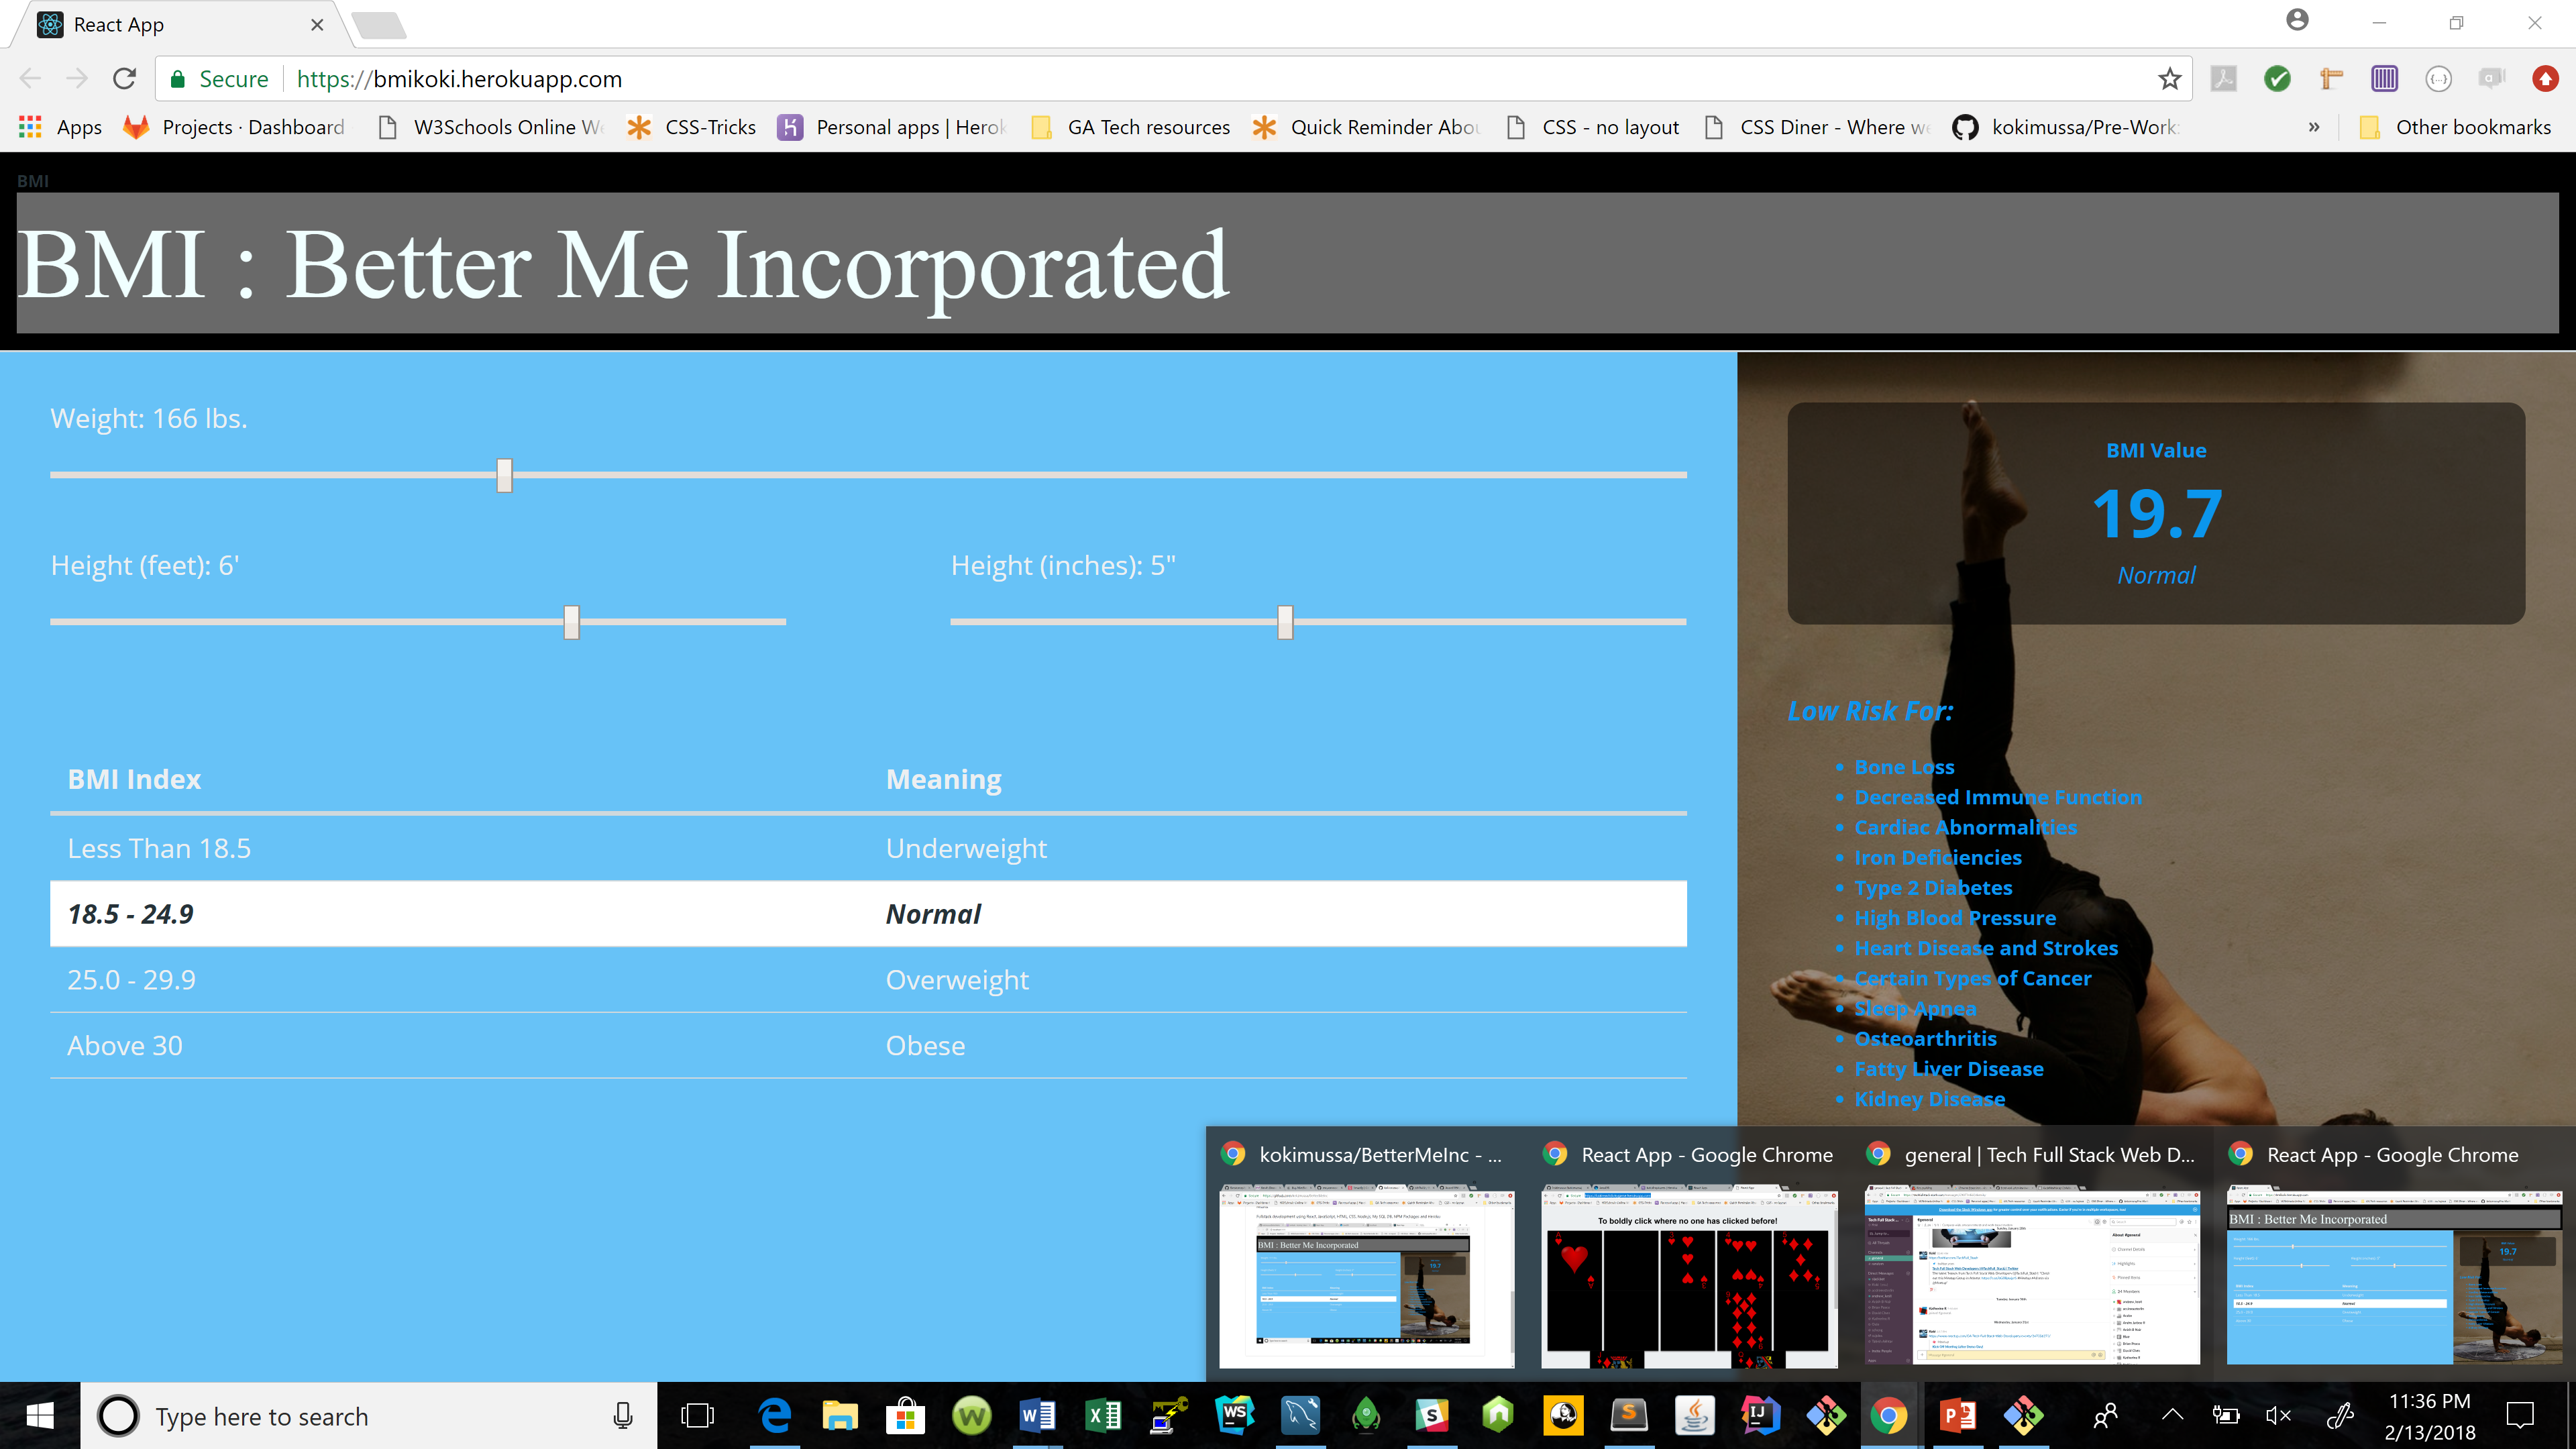 React App
Secure https://bmikoki.herokuapp.com
Apps Projects · Dashboard W3Schools Online We CSS-Tricks Personal apps | Herok GA Tech resources Quick Reminder Abou CSS - no layout CSS Diner - Where we kokimussa/Pre-Work: » Other bookmarks
BMI
BMI : Better Me Incorporated
Weight: 166 lbs.
Height (feet): 6'
Height (inches): 5"
BMI Index Meaning
Less Than 18.5 Underweight
18.5 - 24.9 Normal
25.0 - 29.9 Overweight
Above 30 Obese
BMI Value
19.7
Normal
Low Risk For:
Bone Loss
Decreased Immune Function
Cardiac Abnormalities
Iron Deficiencies
Type 2 Diabetes
High Blood Pressure
Heart Disease and Strokes
Certain Types of Cancer
Sleep Apnea
Osteoarthritis
Fatty Liver Disease
Kidney Disease
kokimussa/BetterMeInc - ...
React App - Google Chrome
general | Tech Full Stack Web D...
React App - Google Chrome
BMI : Better Me Incorporated
To boldly click where no one has clicked before!
BMI : Better Me Incorporated
19.7
Type here to search
11:36 PM
2/13/2018